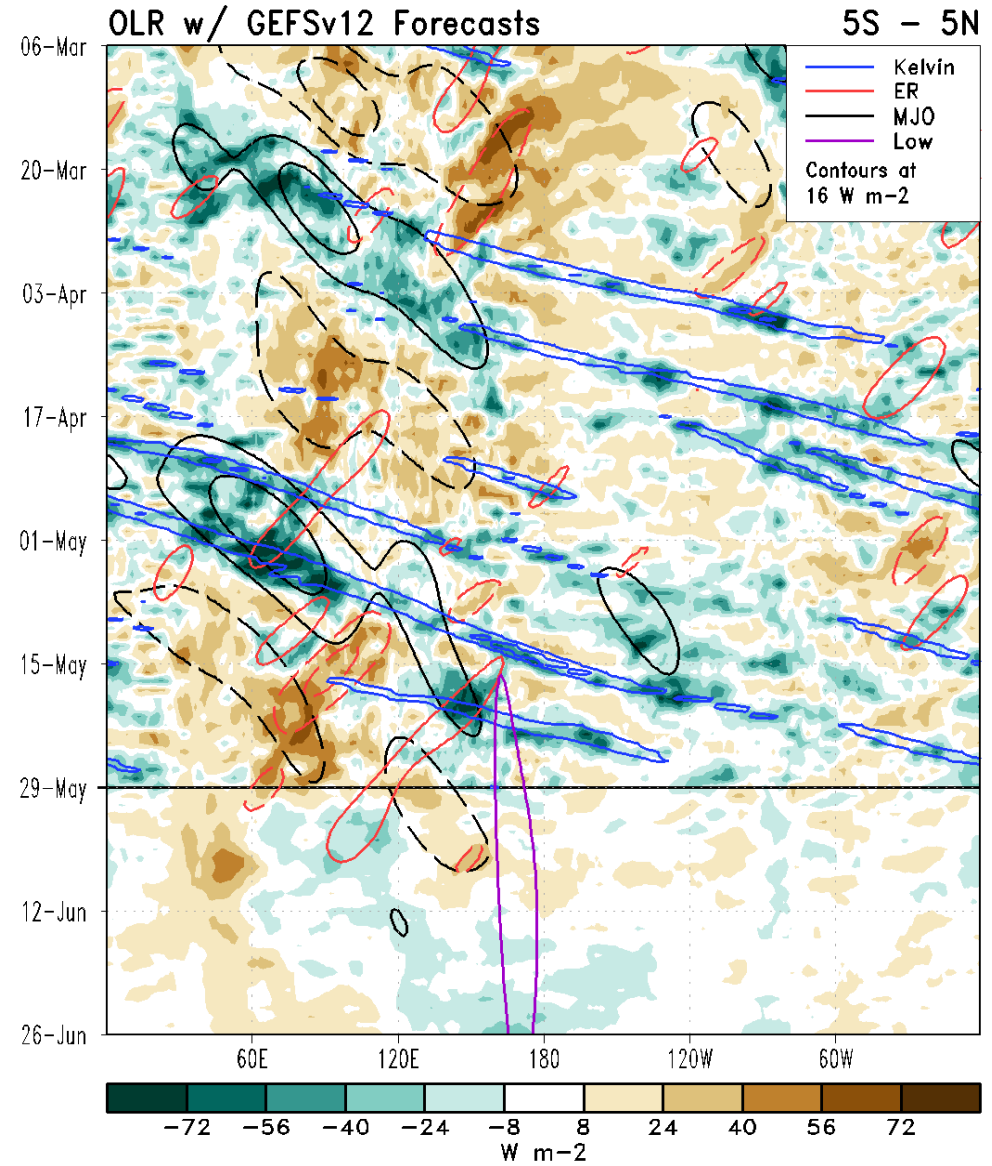 OLR w/ GEFSv12 Forecasts 5S - 5N
06-Mar
20-Mar
03-Apr
17-Apr
01-May
15-May
29-May
12-Jun
26-Jun
Kelvin
ER
MJO
Low
Contours at
16 W m-2
60E 120E 180 120W 60W
-72 -56 -40 -24 -8 8 24 40 56 72
W m-2